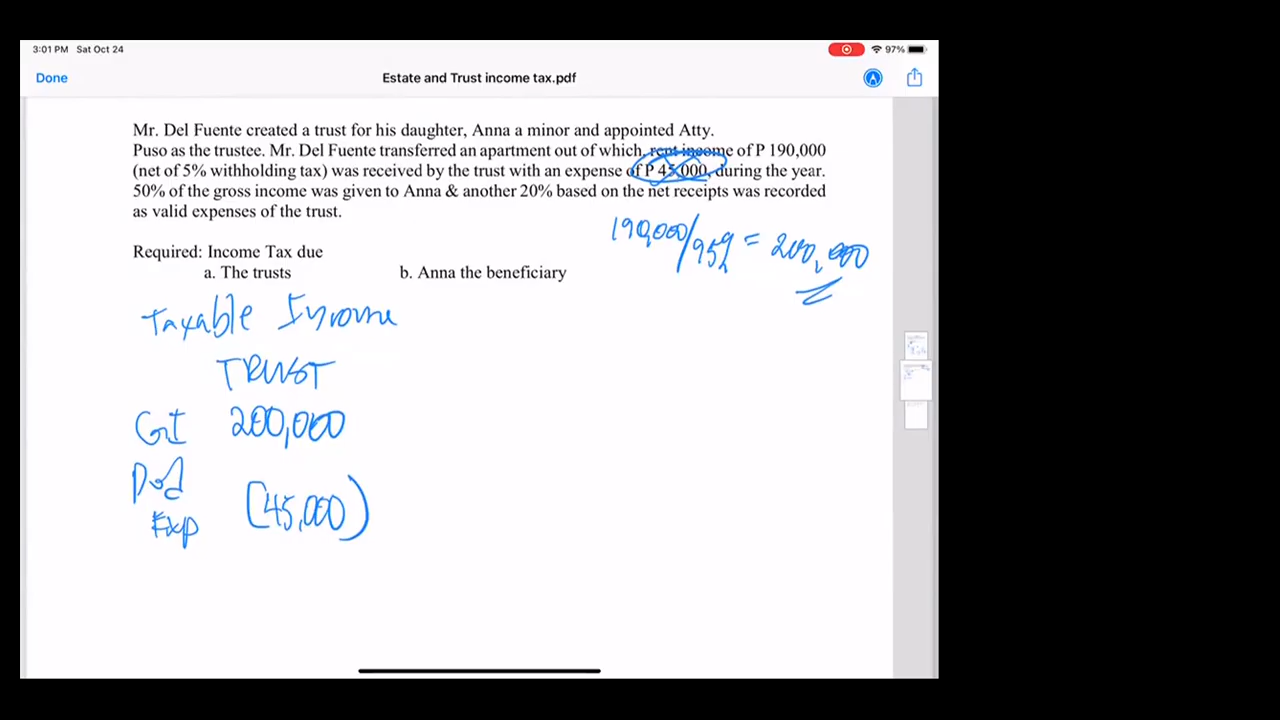 3:01 PM Sat Oct 24
97%
Done
Estate and Trust income tax.pdf
Mr. Del Fuente created a trust for his daughter, Anna a minor and appointed Atty.
Puso as the trustee. Mr. Del Fuente transferred an apartment out of which, rent income of P 190,000
(net of 5% withholding tax) was received by the trust with an expense of P 45,000, during the year.
50% of the gross income was given to Anna & another 20% based on the net receipts was recorded
as valid expenses of the trust.
190,000/95% = 200,000
Required: Income Tax due
a. The trusts b. Anna the beneficiary
Taxable Income
TRUST
GI 200,000
Ded
Exp (45,000)